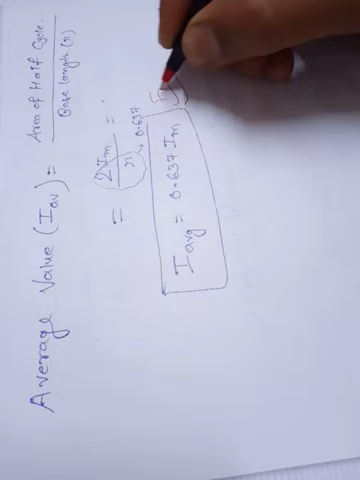 Average Value (Iav) = Area of Half Cycle / Base length (π)
= 2Im / π =
0.637
Iavg = 0.637 Im